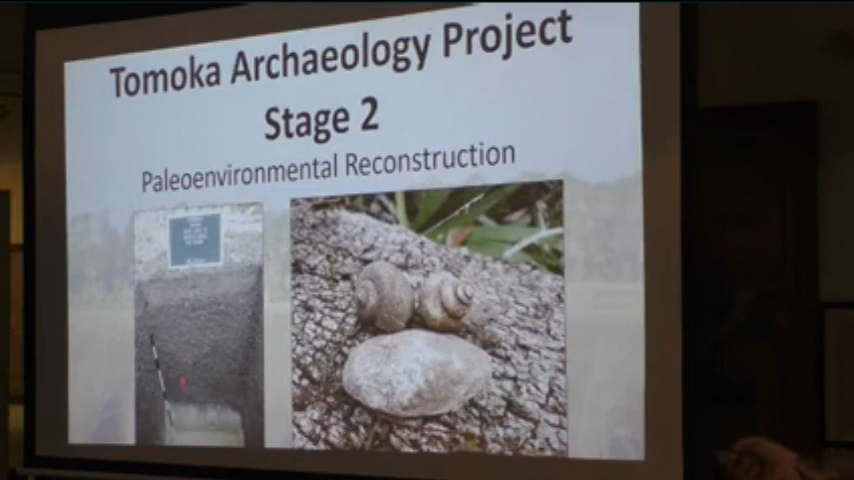 Tomoka Archaeology Project
Stage 2
Paleoenvironmental Reconstruction